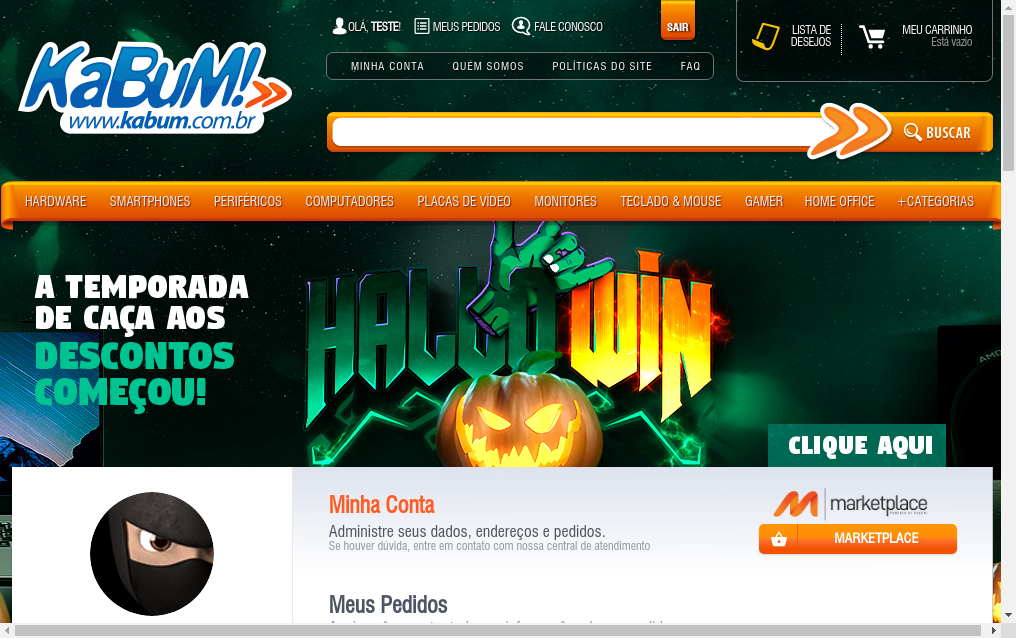 OLÁ, TESTE!
MEUS PEDIDOS
FALE CONOSCO
SAIR
LISTA DE
DESEJOS
MEU CARRINHO
Está vazio
MINHA CONTA
QUEM SOMOS
POLÍTICAS DO SITE
FAQ
KaBuM!
www.kabum.com.br
BUSCAR
HARDWARE
SMARTPHONES
PERIFÉRICOS
COMPUTADORES
PLACAS DE VÍDEO
MONITORES
TECLADO & MOUSE
GAMER
HOME OFFICE
+CATEGORIAS
A TEMPORADA
DE CAÇA AOS
DESCONTOS
COMEÇOU!
HALLOWIN
AMD
CLIQUE AQUI
Minha Conta
Administre seus dados, endereços e pedidos.
Se houver dúvida, entre em contato com nossa central de atendimento
marketplace
MARKETPLACE
Meus Pedidos